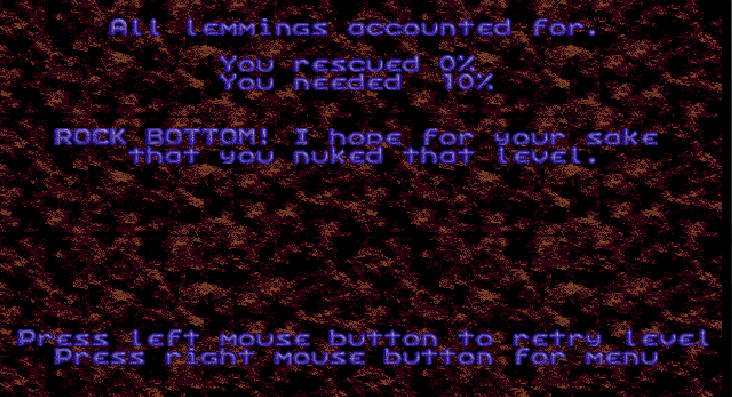 All lemmings accounted for.
You rescued 0%
You needed 10%
ROCK BOTTOM! I hope for your sake
that you nuked that level.
Press left mouse button to retry level
Press right mouse button for menu